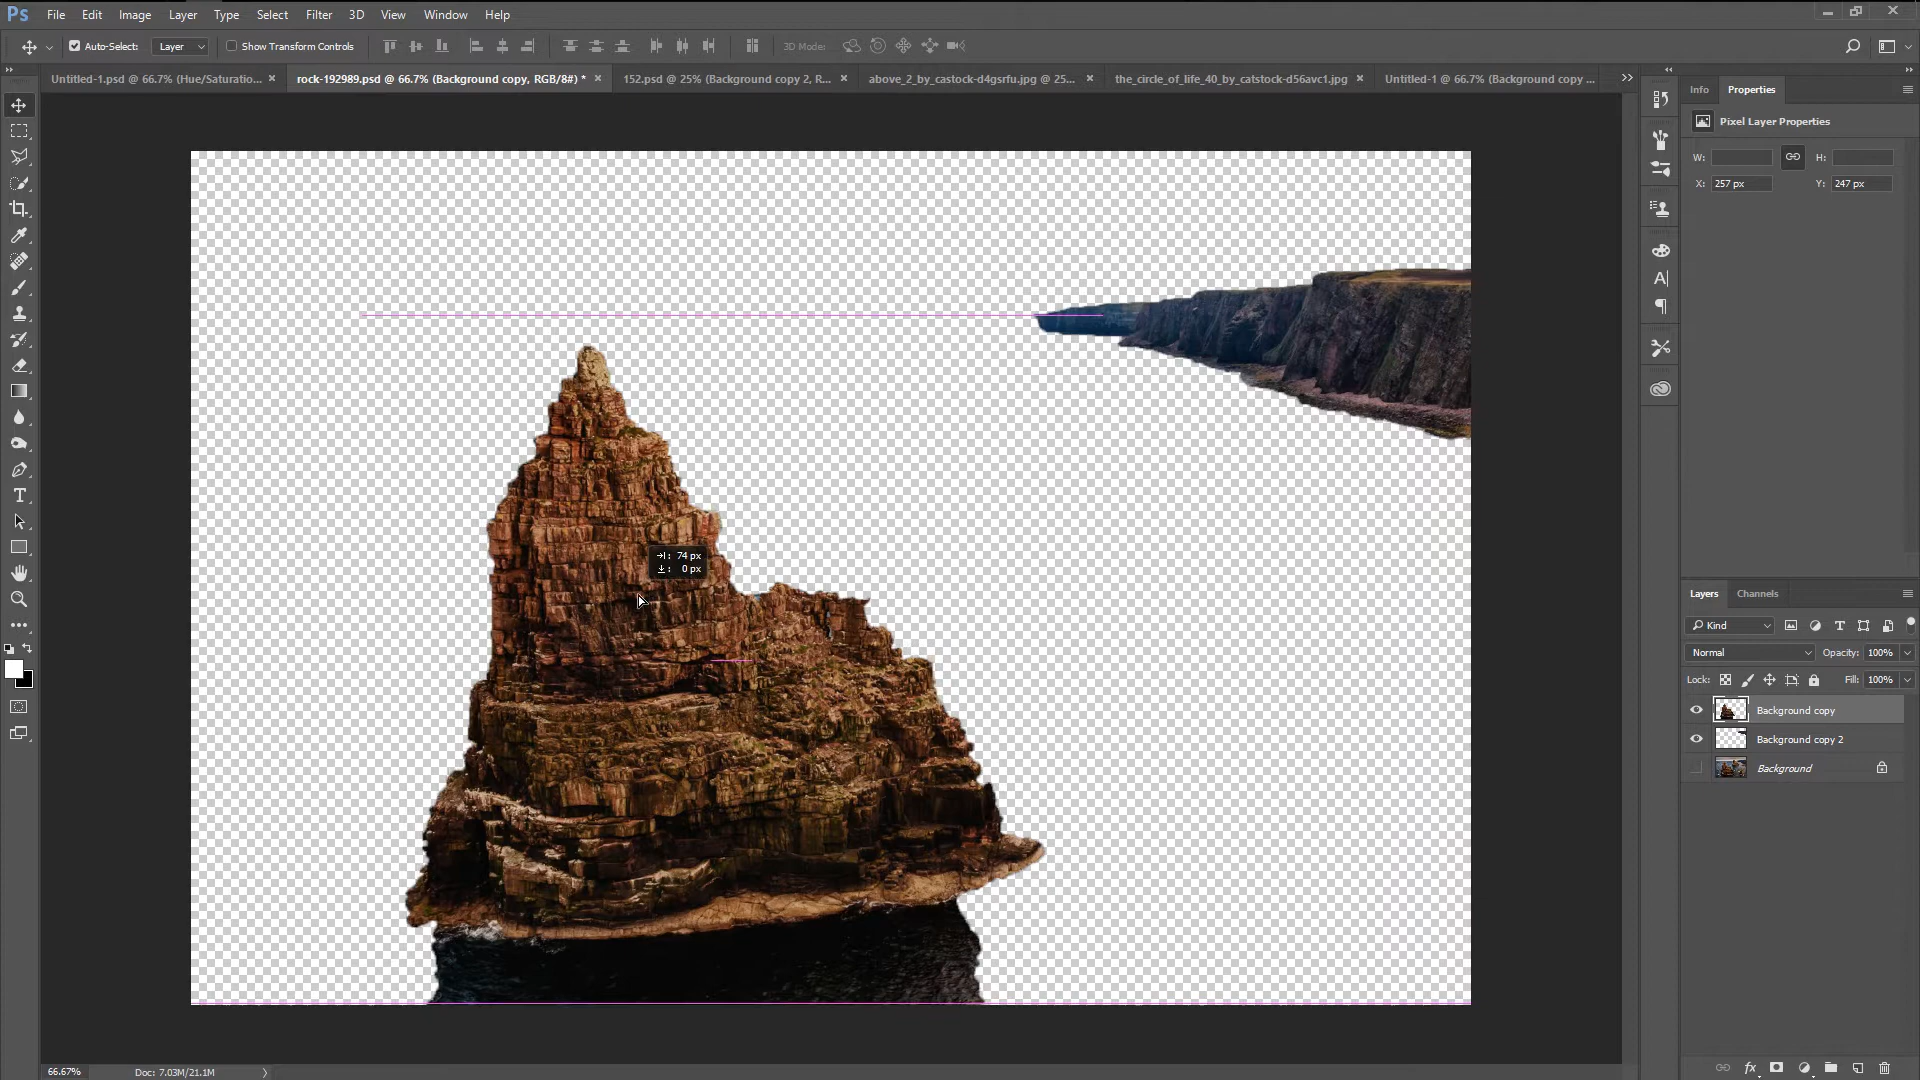 Ps File Edit Image Layer Type Select Filter 3D View Window Help
Auto-Select: Layer Show Transform Controls 3D Mode:
Untitled-1.psd @ 66.7% (Hue/Saturatio... rock-192989.psd @ 66.7% (Background copy, RGB/8#) * 152.psd @ 25% (Background copy 2, R... above_2_by_castock-d4gsrfu.jpg @ 25... the_circle_of_life_40_by_catstock-d56avc1.jpg Untitled-1 @ 66.7% (Background copy ...
Info Properties
Pixel Layer Properties
W: H:
X: 257 px Y: 247 px
74 px
0 px
Layers Channels
Kind
Normal Opacity: 100%
Lock: Fill: 100%
Background copy
Background copy 2
Background
66.67% Doc: 7.03M/21.1M